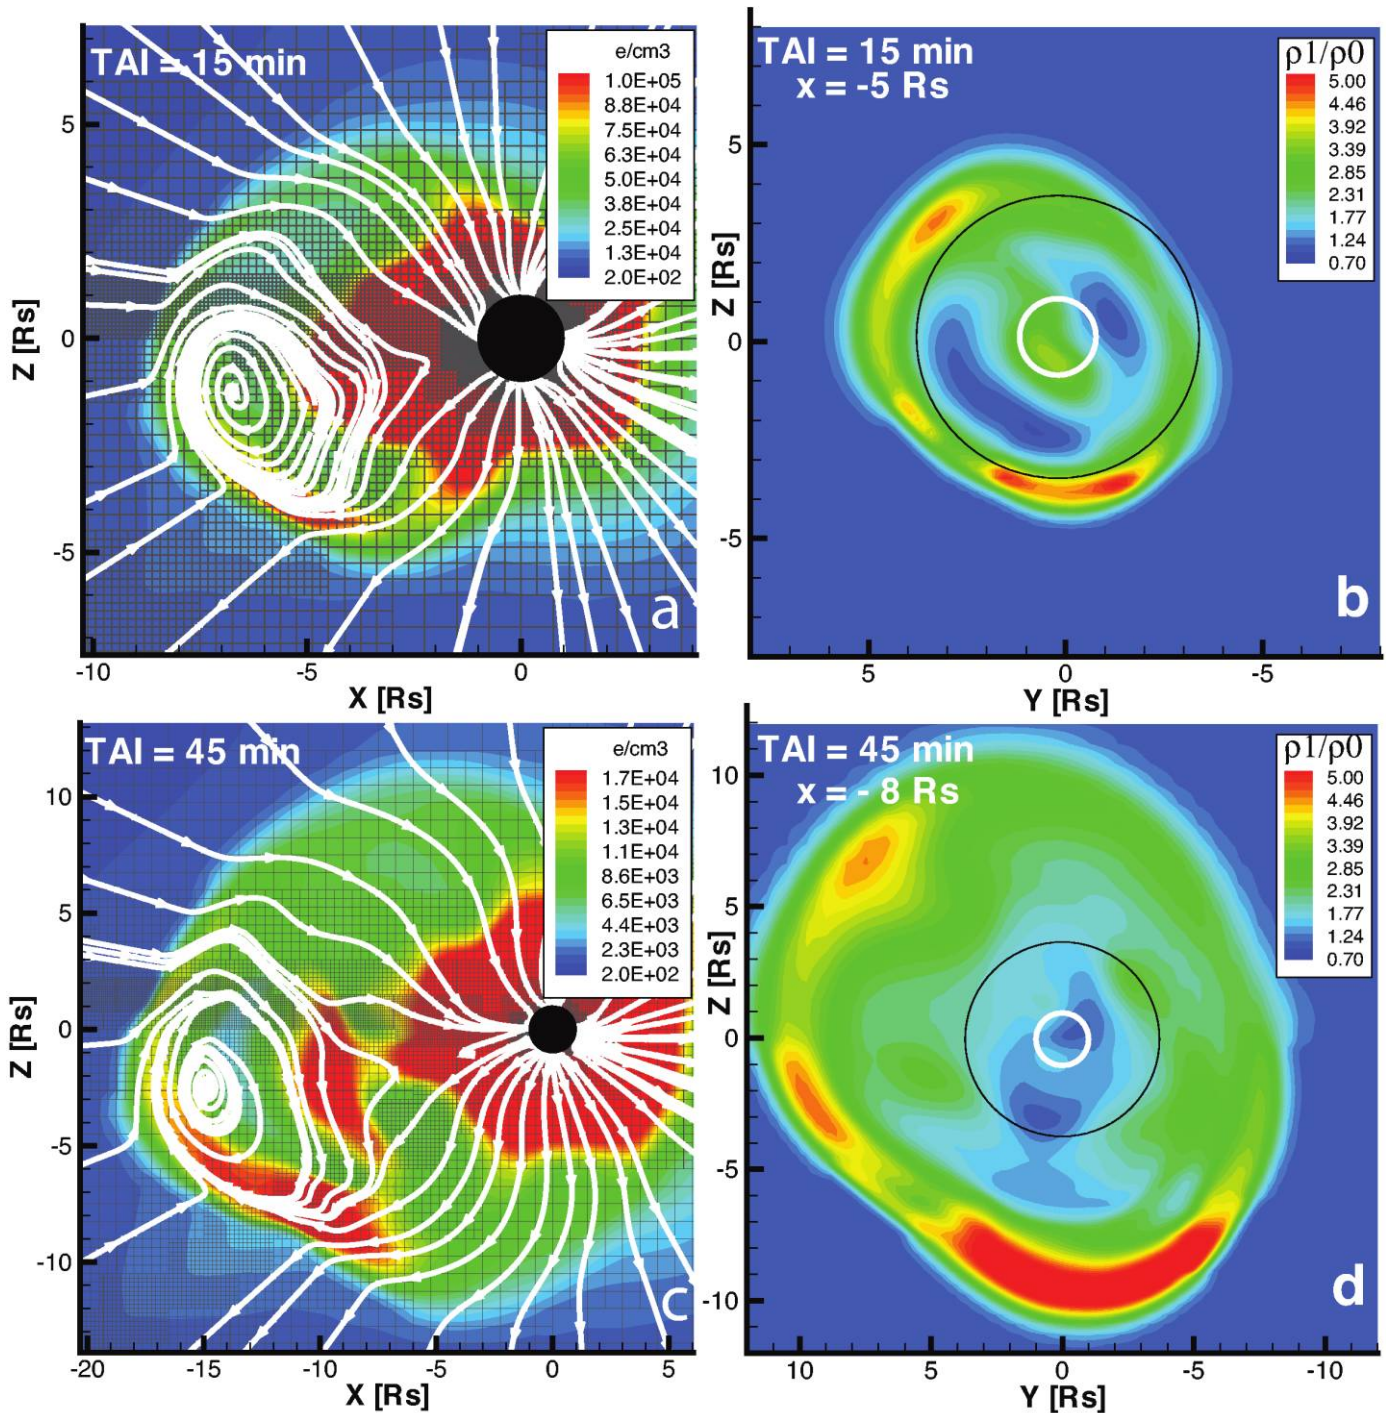 TAI = 15 min
e/cm3
1.0E+05
8.8E+04
7.5E+04
6.3E+04
5.0E+04
3.8E+04
2.5E+04
1.3E+04
2.0E+02
5
0
-5
Z [Rs]
a
-10
-5
0
X [Rs]
TAI = 15 min
x = -5 Rs
ρ1/ρ0
5.00
4.46
3.92
3.39
2.85
2.31
1.77
1.24
0.70
5
0
-5
Z [Rs]
b
5
0
-5
Y [Rs]
TAI = 45 min
e/cm3
1.7E+04
1.5E+04
1.3E+04
1.1E+04
8.6E+03
6.5E+03
4.4E+03
2.3E+03
2.0E+02
10
5
0
-5
-10
Z [Rs]
c
-20
-15
-10
-5
0
5
X [Rs]
TAI = 45 min
x = - 8 Rs
ρ1/ρ0
5.00
4.46
3.92
3.39
2.85
2.31
1.77
1.24
0.70
10
5
0
-5
-10
Z [Rs]
d
10
5
0
-5
-10
Y [Rs]